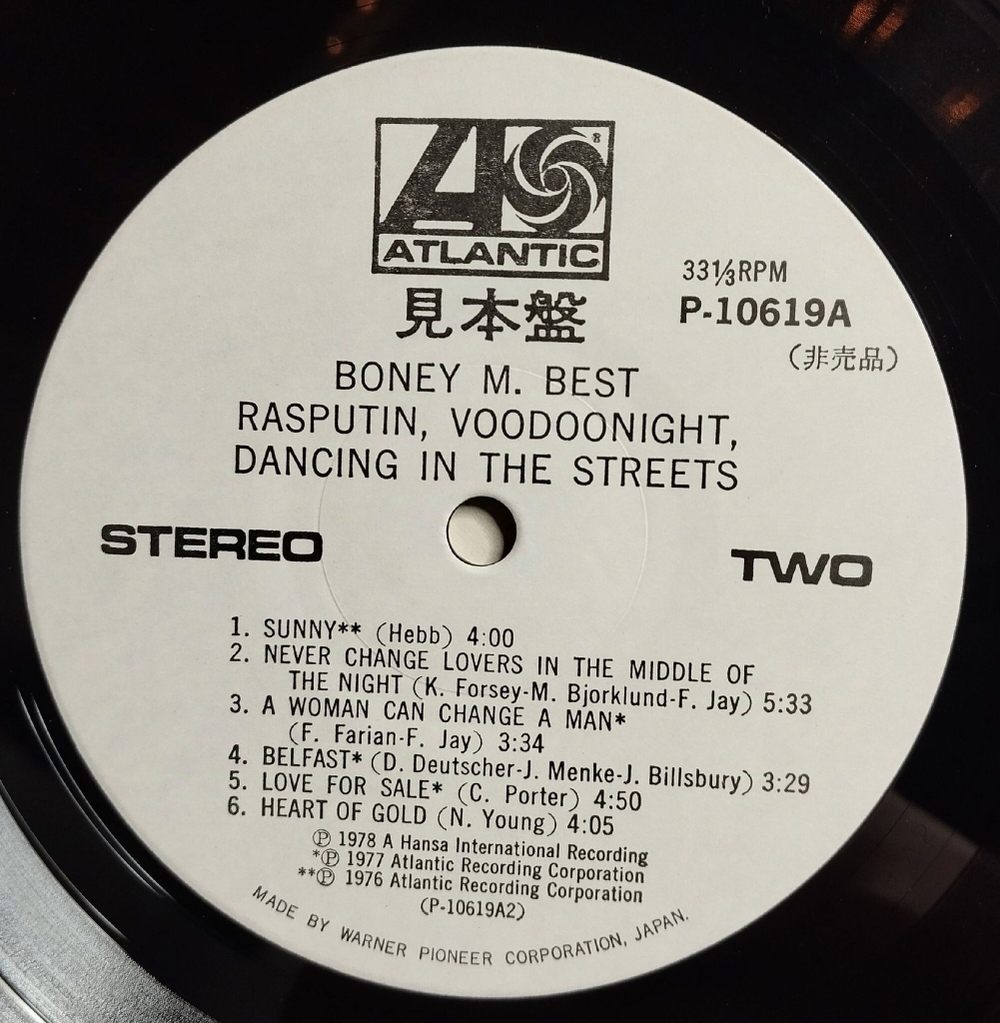 ATLANTIC
®
見本盤
33⅓RPM
P-10619A
(非売品)
BONEY M. BEST
RASPUTIN, VOODOONIGHT,
DANCING IN THE STREETS
STEREO
TWO
1. SUNNY** (Hebb) 4:00
2. NEVER CHANGE LOVERS IN THE MIDDLE OF
THE NIGHT (K. Forsey-M. Bjorklund-F. Jay) 5:33
3. A WOMAN CAN CHANGE A MAN*
(F. Farian-F. Jay) 3:34
4. BELFAST* (D. Deutscher-J. Menke-J. Billsbury) 3:29
5. LOVE FOR SALE* (C. Porter) 4:50
6. HEART OF GOLD (N. Young) 4:05
℗ 1978 A Hansa International Recording
*℗ 1977 Atlantic Recording Corporation
**℗ 1976 Atlantic Recording Corporation
(P-10619A2)
MADE BY WARNER PIONEER CORPORATION, JAPAN.